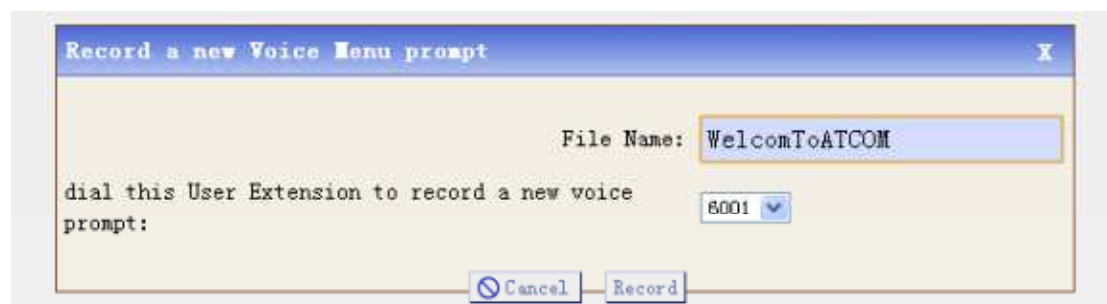 Record a new Voice Menu prompt X
File Name: WelcomToATCOM
dial this User Extension to record a new voice
prompt:
6001
Cancel Record